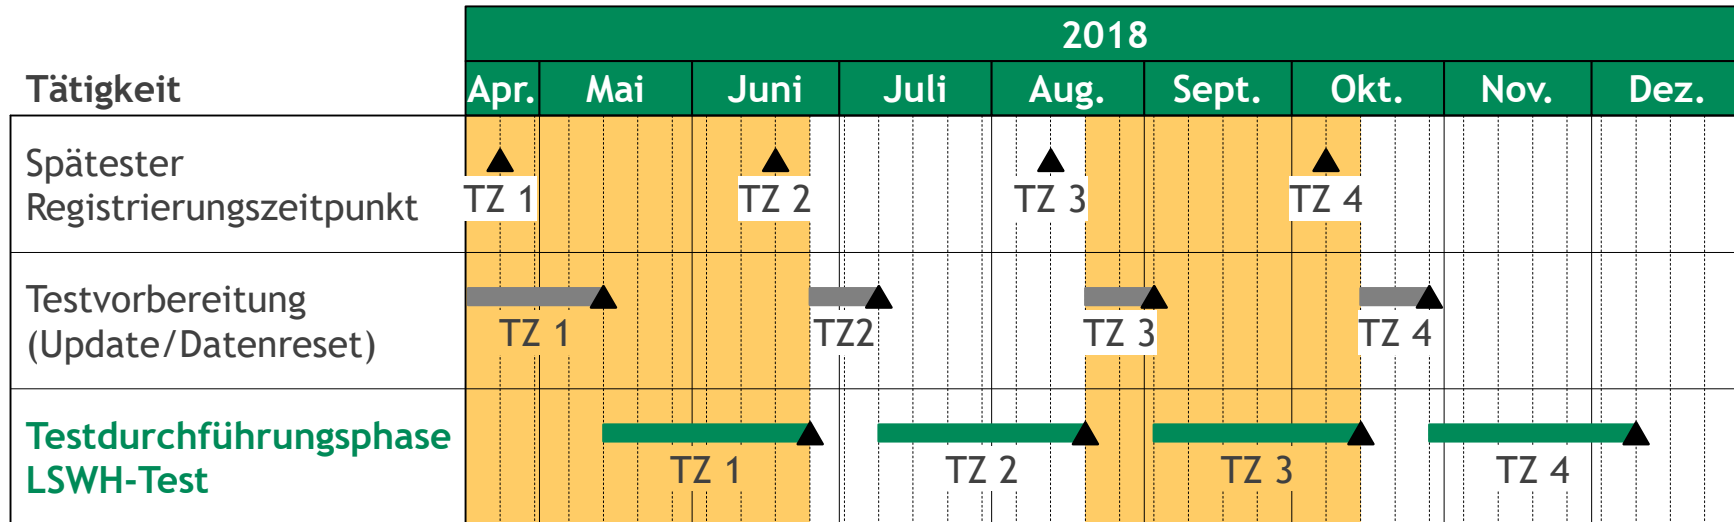 2018
Tätigkeit Apr. Mai Juni Juli Aug. Sept. Okt. Nov. Dez.
Spätester
Registrierungszeitpunkt
TZ 1 TZ 2 TZ 3 TZ 4
Testvorbereitung
(Update/Datenreset)
TZ 1 TZ2 TZ 3 TZ 4
Testdurchführungsphase
LSWH-Test
TZ 1 TZ 2 TZ 3 TZ 4